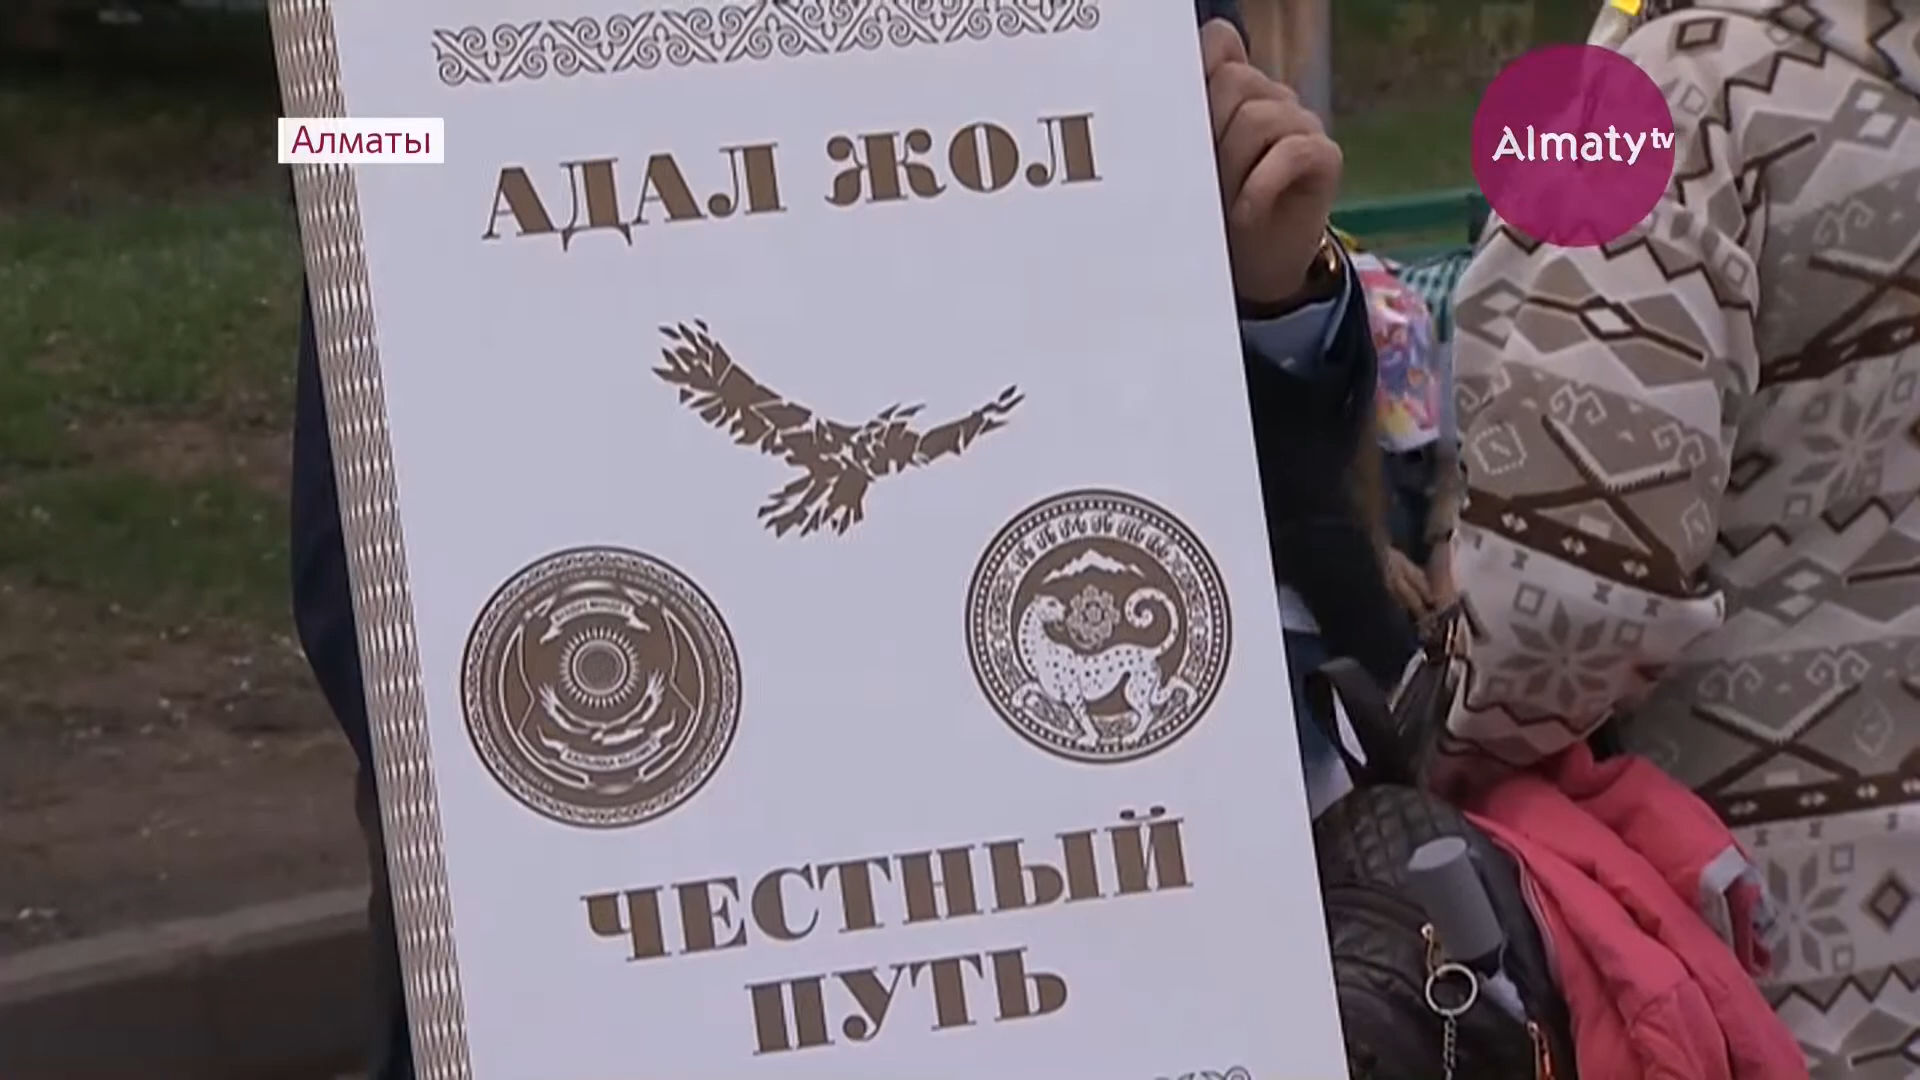 Алматы
Almaty tv
АДАЛ ЖОЛ
ЧЕСТНЫЙ
ПУТЬ